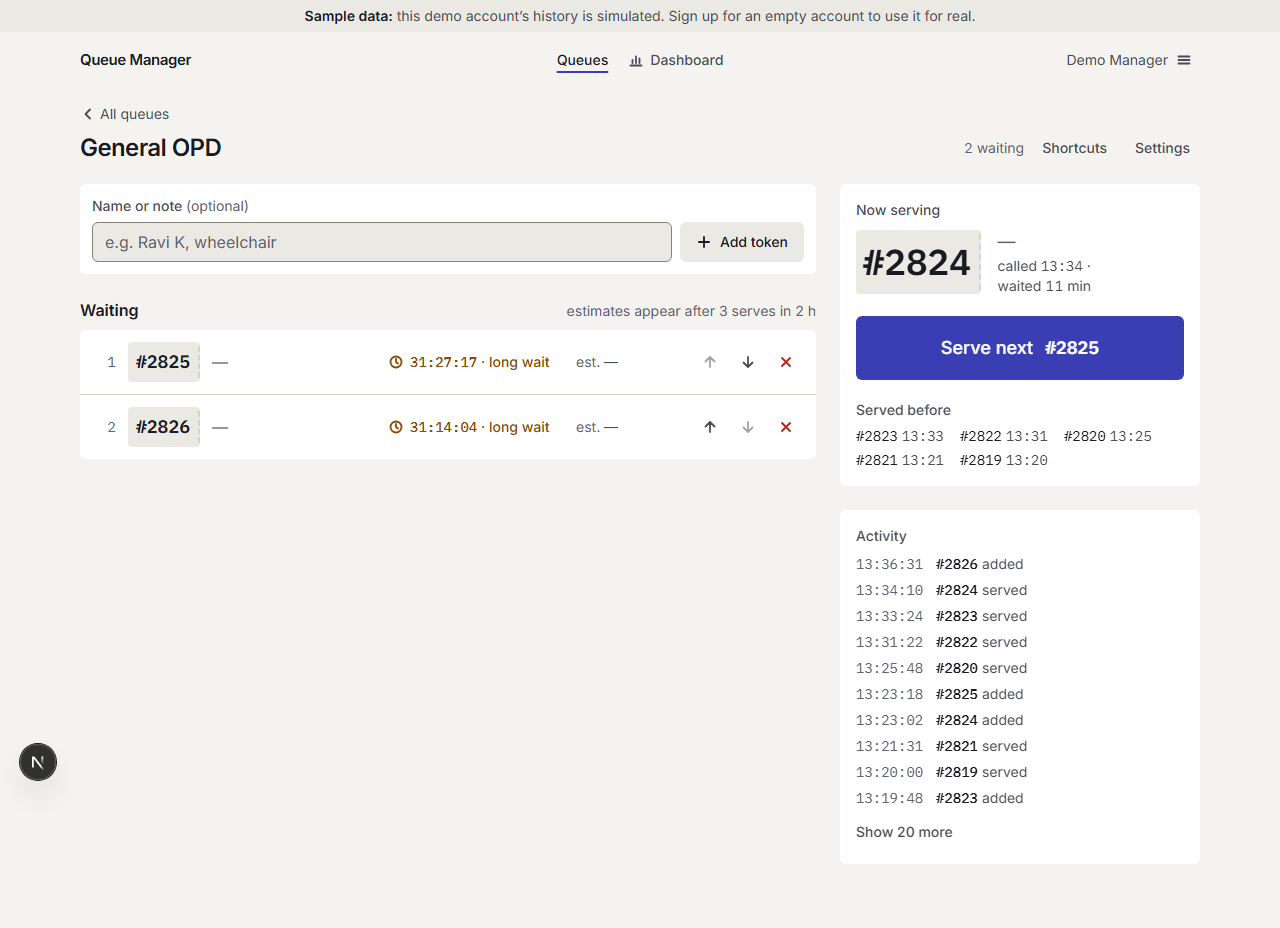 Sample data: this demo account's history is simulated. Sign up for an empty account to use it for real.
Queue Manager
Queues
Dashboard
Demo Manager
All queues
General OPD
2 waiting
Shortcuts
Settings
Name or note (optional)
e.g. Ravi K, wheelchair
Add token
Waiting
estimates appear after 3 serves in 2 h
1 #2825 — 31:27:17 · long wait est. —
2 #2826 — 31:14:04 · long wait est. —
Now serving
#2824
—
called 13:34 ·
waited 11 min
Serve next #2825
Served before
#2823 13:33 #2822 13:31 #2820 13:25
#2821 13:21 #2819 13:20
Activity
13:36:31 #2826 added
13:34:10 #2824 served
13:33:24 #2823 served
13:31:22 #2822 served
13:25:48 #2820 served
13:23:18 #2825 added
13:23:02 #2824 added
13:21:31 #2821 served
13:20:00 #2819 served
13:19:48 #2823 added
Show 20 more
N